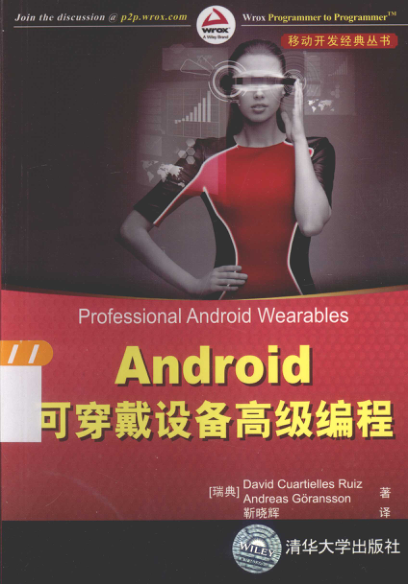 Join the discussion @ p2p.wrox.com
wrox
A Wiley Brand
Wrox Programmer to Programmer™
移动开发经典丛书
Professional Android Wearables
Android
可穿戴设备高级编程
[瑞典] David Cuartielles Ruiz
Andreas Göransson 著
靳晓辉 译
WILEY
清华大学出版社